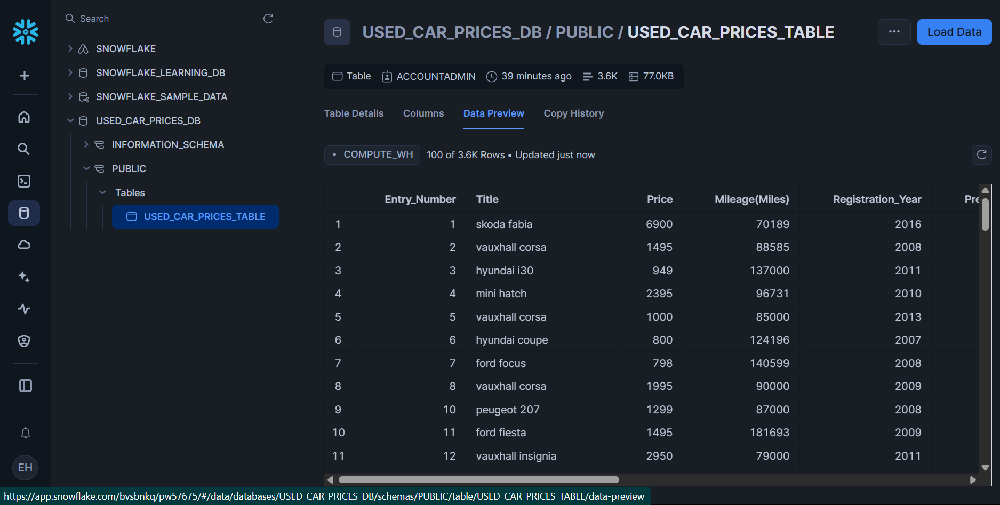 Search
SNOWFLAKE
SNOWFLAKE_LEARNING_DB
SNOWFLAKE_SAMPLE_DATA
USED_CAR_PRICES_DB
INFORMATION_SCHEMA
PUBLIC
Tables
USED_CAR_PRICES_TABLE
EH
USED_CAR_PRICES_DB / PUBLIC / USED_CAR_PRICES_TABLE
Load Data
Table ACCOUNTADMIN 39 minutes ago 3.6K 77.0KB
Table Details Columns Data Preview Copy History
COMPUTE_WH 100 of 3.6K Rows • Updated just now
Entry_Number Title Price Mileage(Miles) Registration_Year Pre
1 1 skoda fabia 6900 70189 2016
2 2 vauxhall corsa 1495 88585 2008
3 3 hyundai i30 949 137000 2011
4 4 mini hatch 2395 96731 2010
5 5 vauxhall corsa 1000 85000 2013
6 6 hyundai coupe 800 124196 2007
7 7 ford focus 798 140599 2008
8 8 vauxhall corsa 1995 90000 2009
9 10 peugeot 207 1299 87000 2008
10 11 ford fiesta 1495 181693 2009
11 12 vauxhall insignia 2950 79000 2011
https://app.snowflake.com/bvsbnkq/pw57675/#/data/databases/USED_CAR_PRICES_DB/schemas/PUBLIC/table/USED_CAR_PRICES_TABLE/data-preview